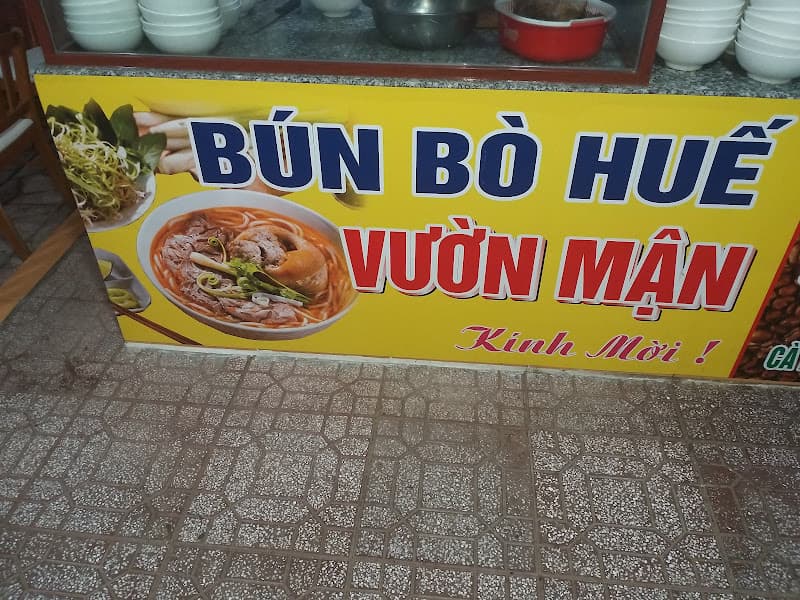 BÚN BÒ HUẾ
VƯỜN MẬN
Kính Mời !